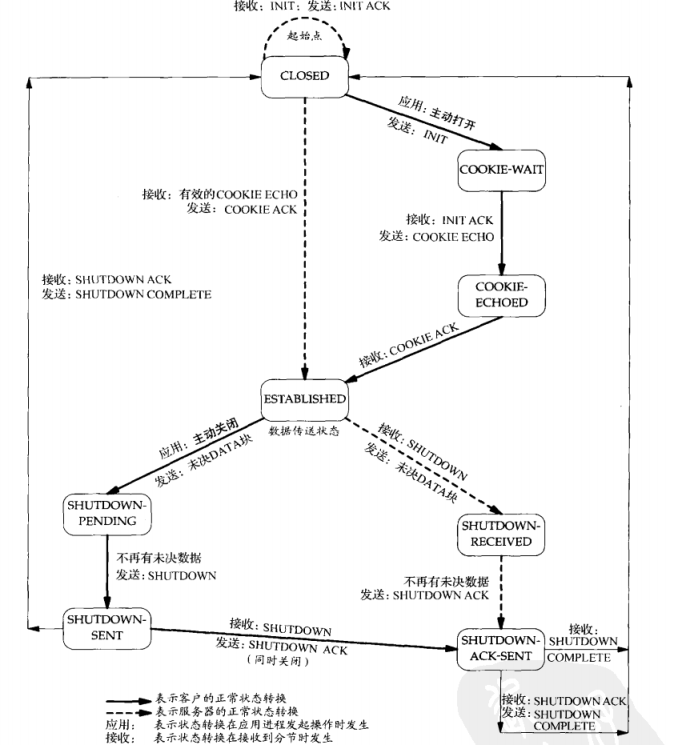 接收：INIT；发送：INIT ACK
起始点
CLOSED
应用：主动打开
发送：INIT
COOKIE-WAIT
接收：有效的COOKIE ECHO
发送：COOKIE ACK
接收：INIT ACK
发送：COOKIE ECHO
接收：SHUTDOWN ACK
发送：SHUTDOWN COMPLETE
COOKIE-
ECHOED
接收：COOKIE ACK
ESTABLISHED
数据传送状态
应用：主动关闭
发送：未决DATA块
接收：SHUTDOWN
发送：未决DATA块
SHUTDOWN-
PENDING
SHUTDOWN-
RECEIVED
不再有未决数据
发送：SHUTDOWN
不再有未决数据
发送：SHUTDOWN ACK
SHUTDOWN-
SENT
接收：SHUTDOWN
发送：SHUTDOWN ACK
（同时关闭）
SHUTDOWN-
ACK-SENT
接收：
SHUTDOWN
COMPLETE
接收：SHUTDOWN ACK
发送：SHUTDOWN
COMPLETE
表示客户的正常状态转换
表示服务器的正常状态转换
应用： 表示状态转换在应用进程发起操作时发生
接收： 表示状态转换在接收到分节时发生